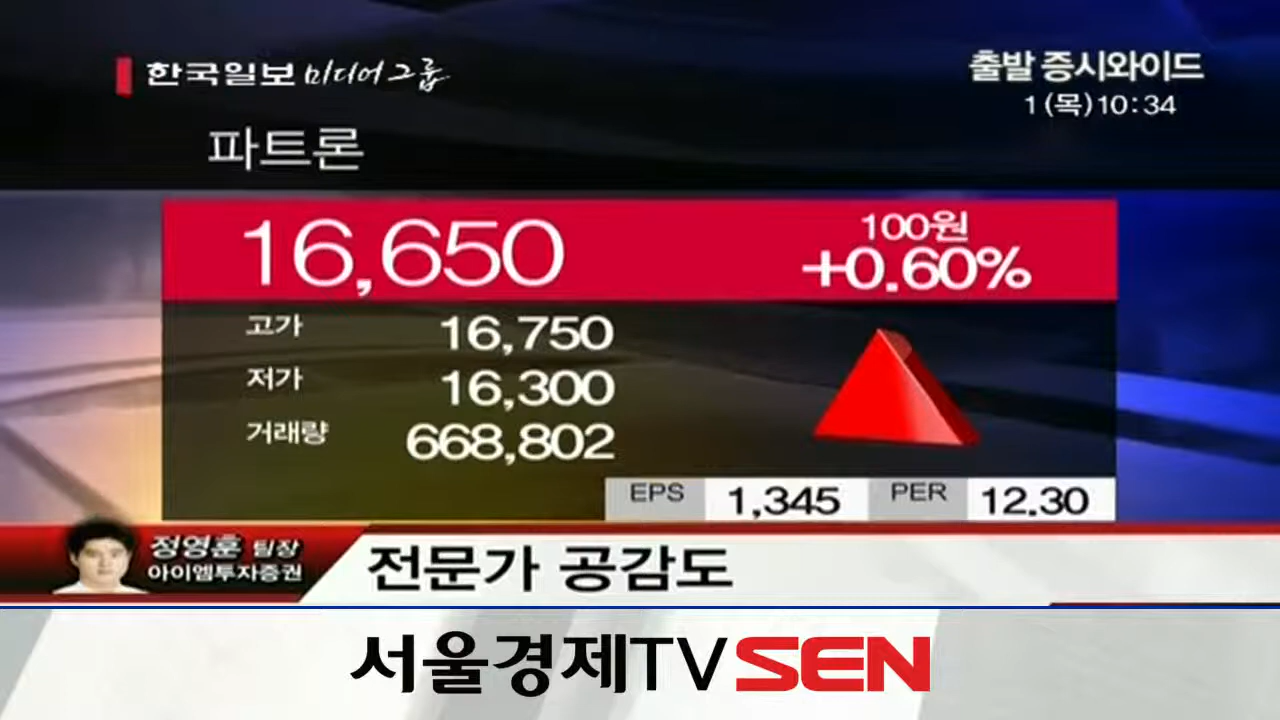 한국일보 미디어그룹
출발 증시와이드
1 (목) 10:34
파트론
16,650
100원
+0.60%
고가 16,750
저가 16,300
거래량 668,802
EPS 1,345 PER 12.30
정영훈 팀장
아이엠투자증권
전문가 공감도
서울경제TV SEN